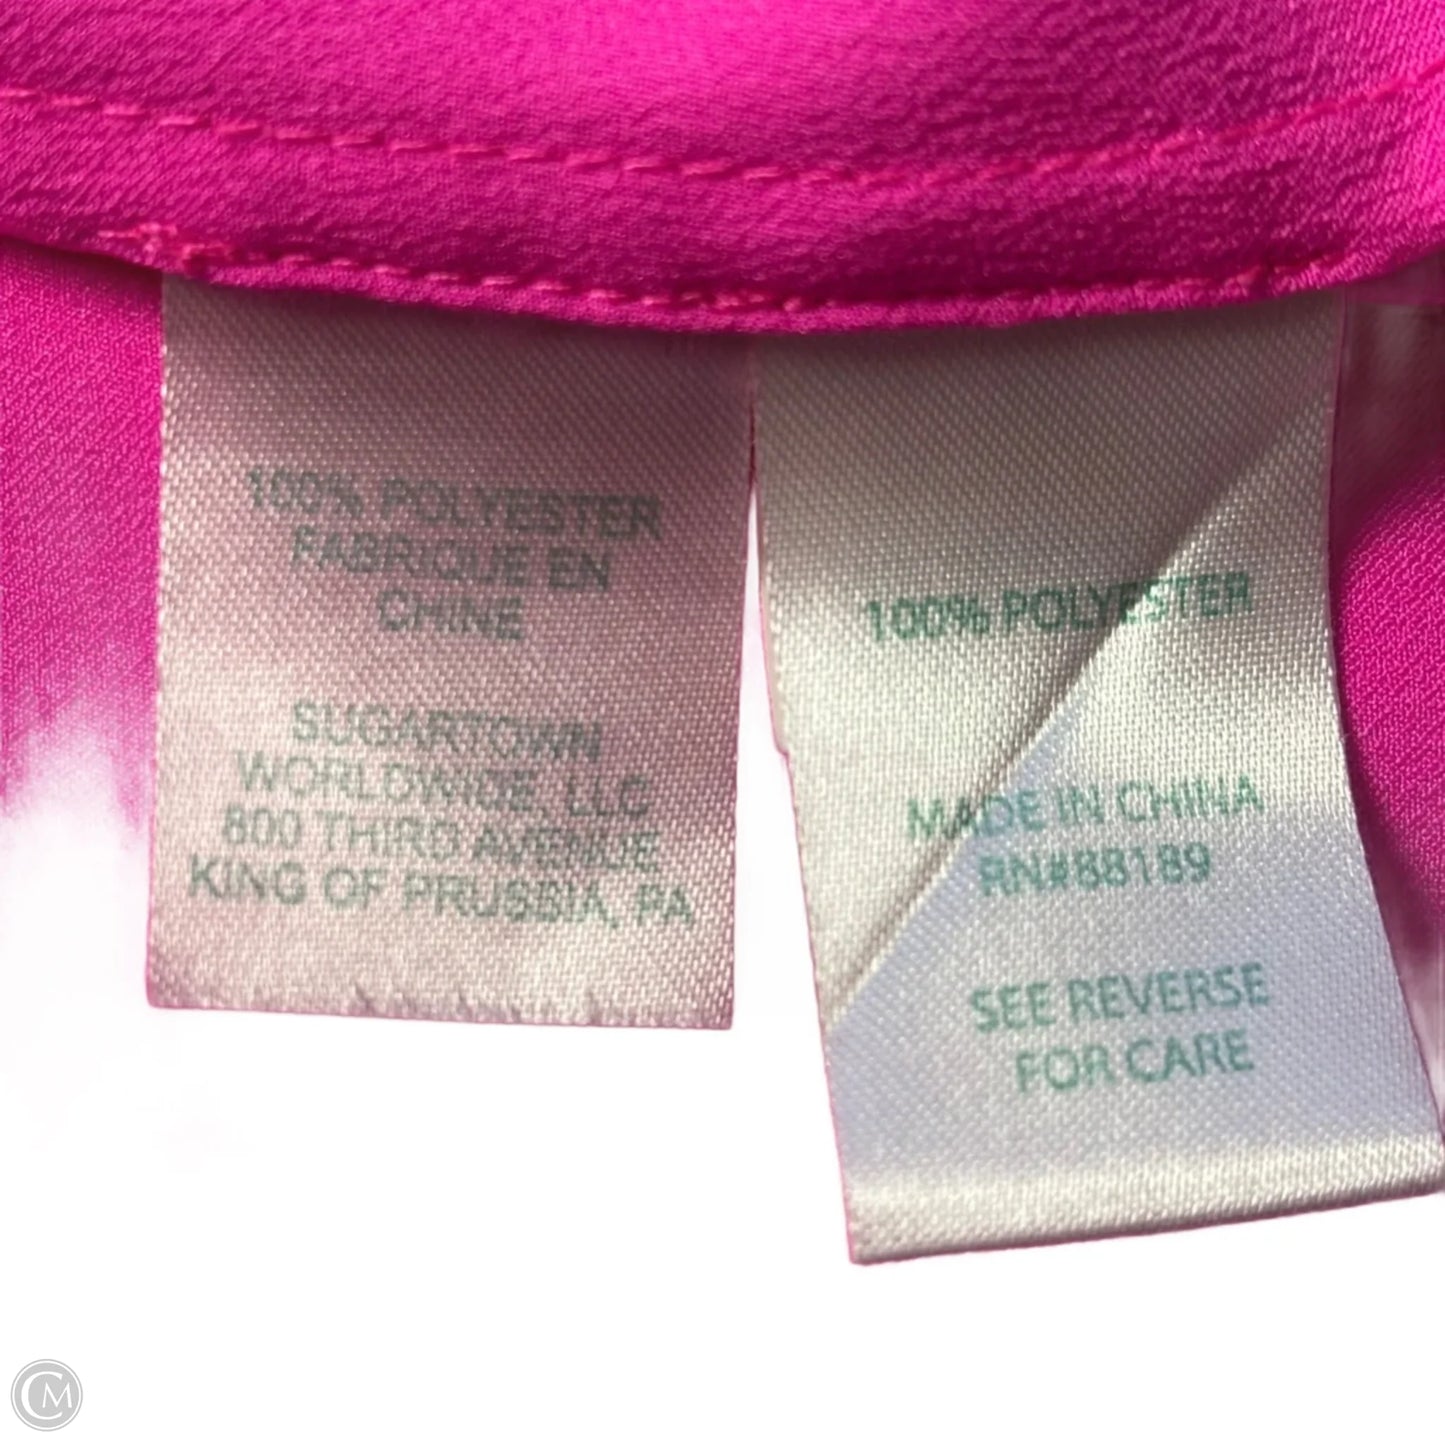 100% POLYESTER
FABRIQUE EN
CHINE
SUGARTOWN
WORLDWIDE, LLC
800 THIRD AVENUE
KING OF PRUSSIA, PA
100% POLYESTER
MADE IN CHINA
RN#88189
SEE REVERSE
FOR CARE
CM